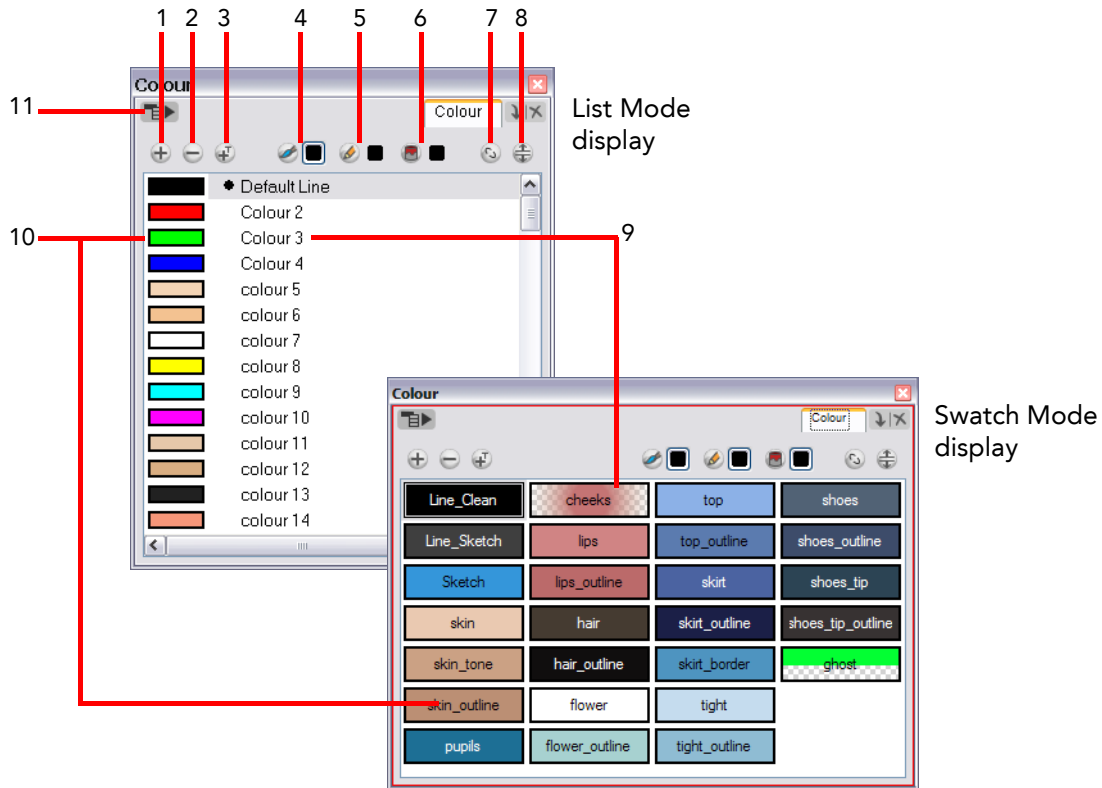 1 2 3 4 5 6 7 8
Colour
11
Colour
List Mode
display
Default Line
Colour 2
10
Colour 3
9
Colour 4
colour 5
colour 6
colour 7
colour 8
colour 9
colour 10
colour 11
colour 12
colour 13
colour 14
Colour
Colour
Swatch Mode
display
Line_Clean cheeks top shoes
Line_Sketch lips top_outline shoes_outline
Sketch lips_outline skirt shoes_tip
skin hair skirt_outline shoes_tip_outline
skin_tone hair_outline skirt_border ghost
skin_outline flower tight
pupils flower_outline tight_outline